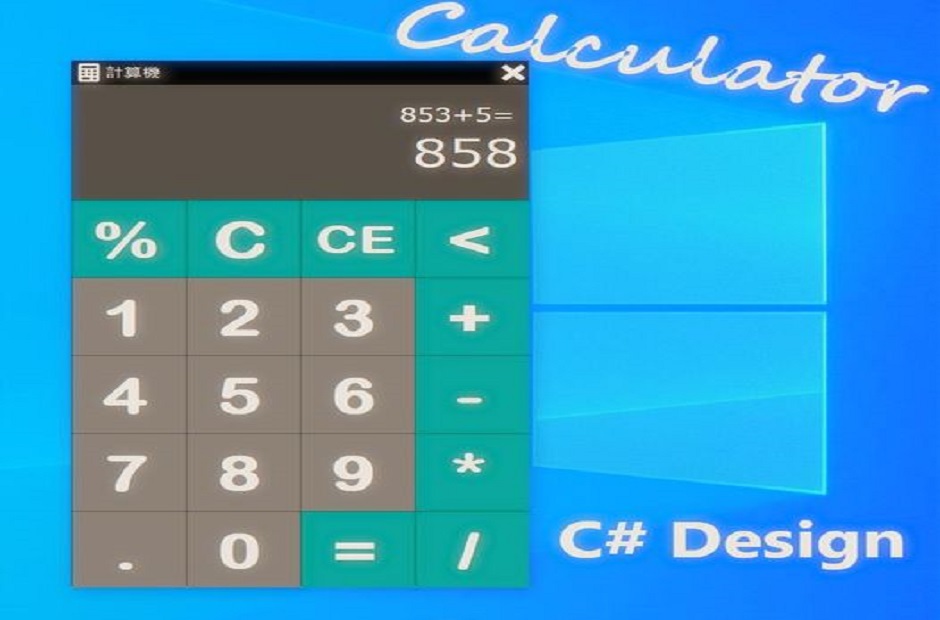 Calculator
計算機
853+5=
858
% C CE <
1 2 3 +
4 5 6 -
7 8 9 *
. 0 = /
C# Design